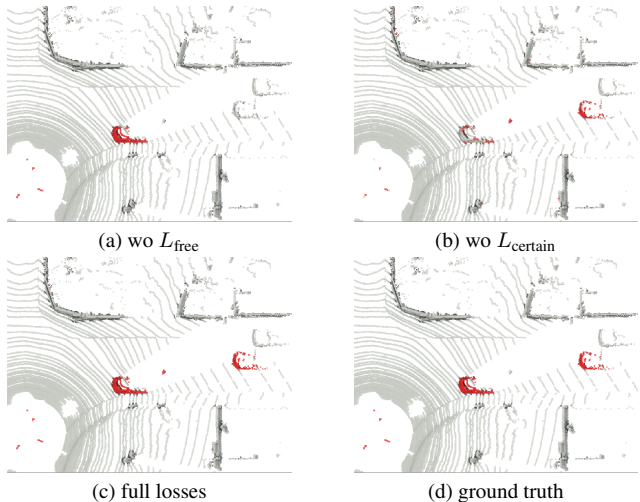 (a) wo L_free
(b) wo L_certain
(c) full losses
(d) ground truth